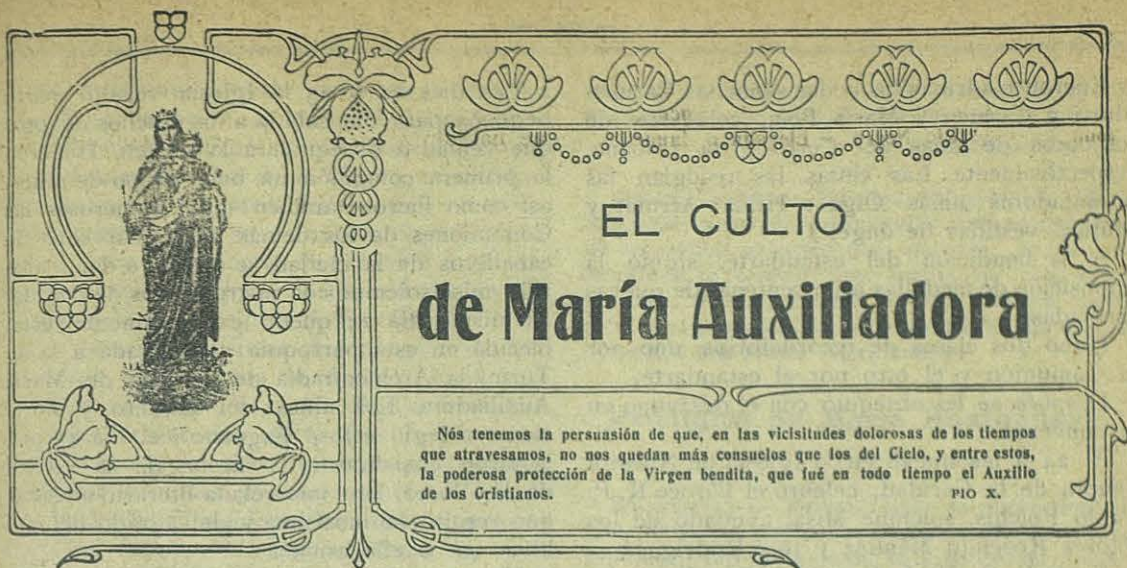 EL CULTO
de María Auxiliadora
Nós tenemos la persuasión de que, en las vicisitudes dolorosas de los tiempos
que atravesamos, no nos quedan más consuelos que los del Cielo, y entre estos,
la poderosa protección de la Virgen bendita, que fué en todo tiempo el Auxilio
de los Cristianos.
PIO X.